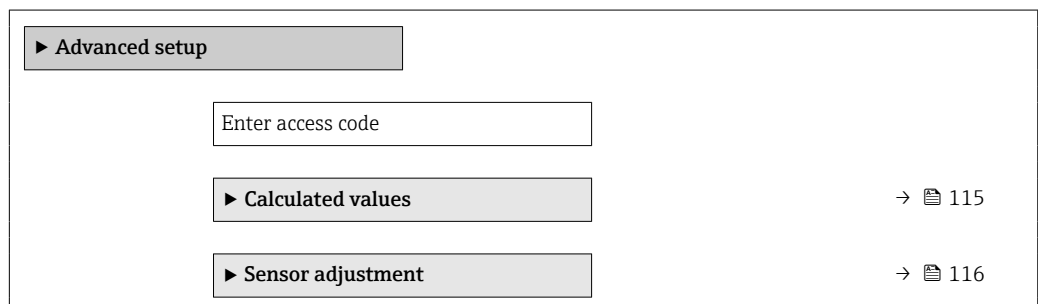 ▶ Advanced setup
Enter access code
▶ Calculated values → 🖹 115
▶ Sensor adjustment → 🖹 116